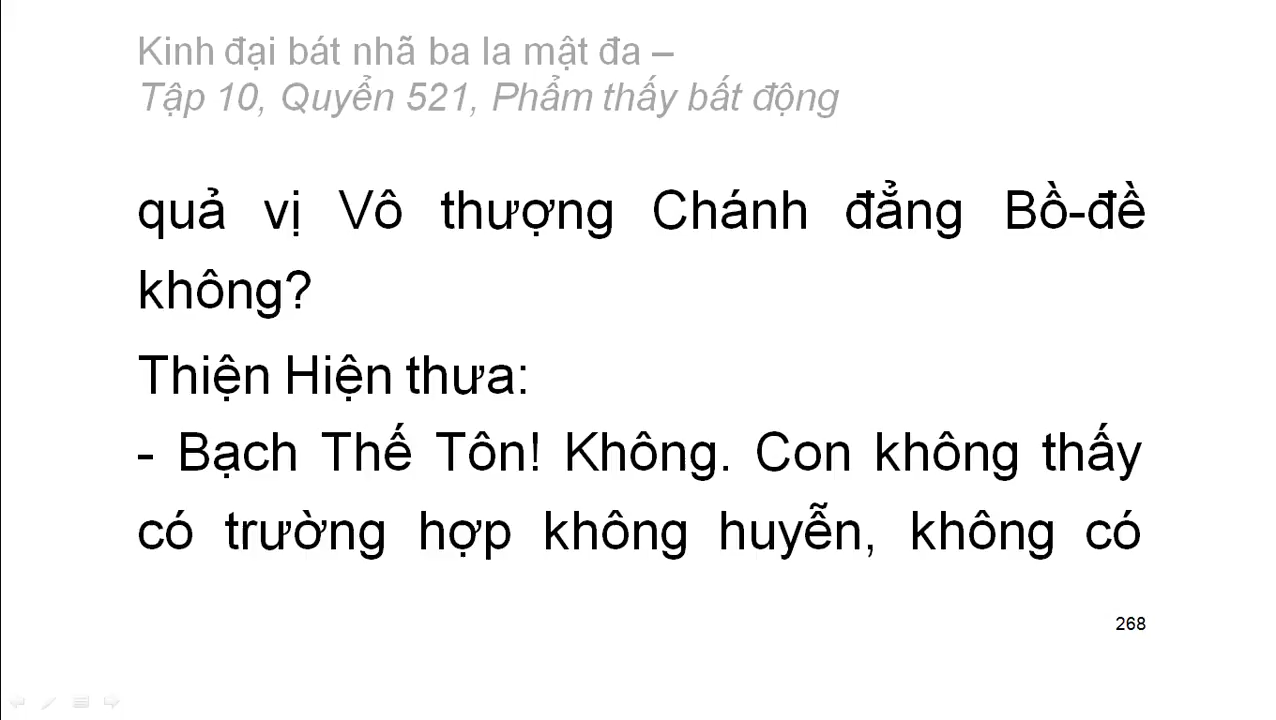 Kinh đại bát nhã ba la mật đa –
Tập 10, Quyển 521, Phẩm thấy bất động
quả vị Vô thượng Chánh đẳng Bồ-đề
không?
Thiện Hiện thưa:
- Bạch Thế Tôn! Không. Con không thấy
có trường hợp không huyễn, không có
268